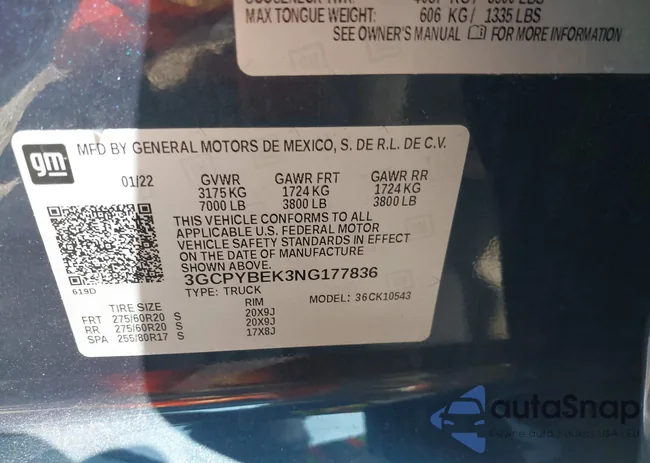 MAX TONGUE WEIGHT: 606 KG / 1335 LBS
SEE OWNER'S MANUAL FOR MORE INFORMATION
gm
MFD BY GENERAL MOTORS DE MEXICO, S. DE R.L. DE C.V.
01/22 GVWR GAWR FRT GAWR RR
3175 KG 1724 KG 1724 KG
7000 LB 3800 LB 3800 LB
THIS VEHICLE CONFORMS TO ALL
APPLICABLE U.S. FEDERAL MOTOR
VEHICLE SAFETY STANDARDS IN EFFECT
ON THE DATE OF MANUFACTURE
SHOWN ABOVE.
3GCPYBEK3NG177836
619D
TYPE: TRUCK MODEL: 36CK10543
TIRE SIZE RIM
FRT 275/60R20 S 20X9J
RR 275/60R20 S 20X9J
SPA 255/80R17 S 17X8J
autoSnap